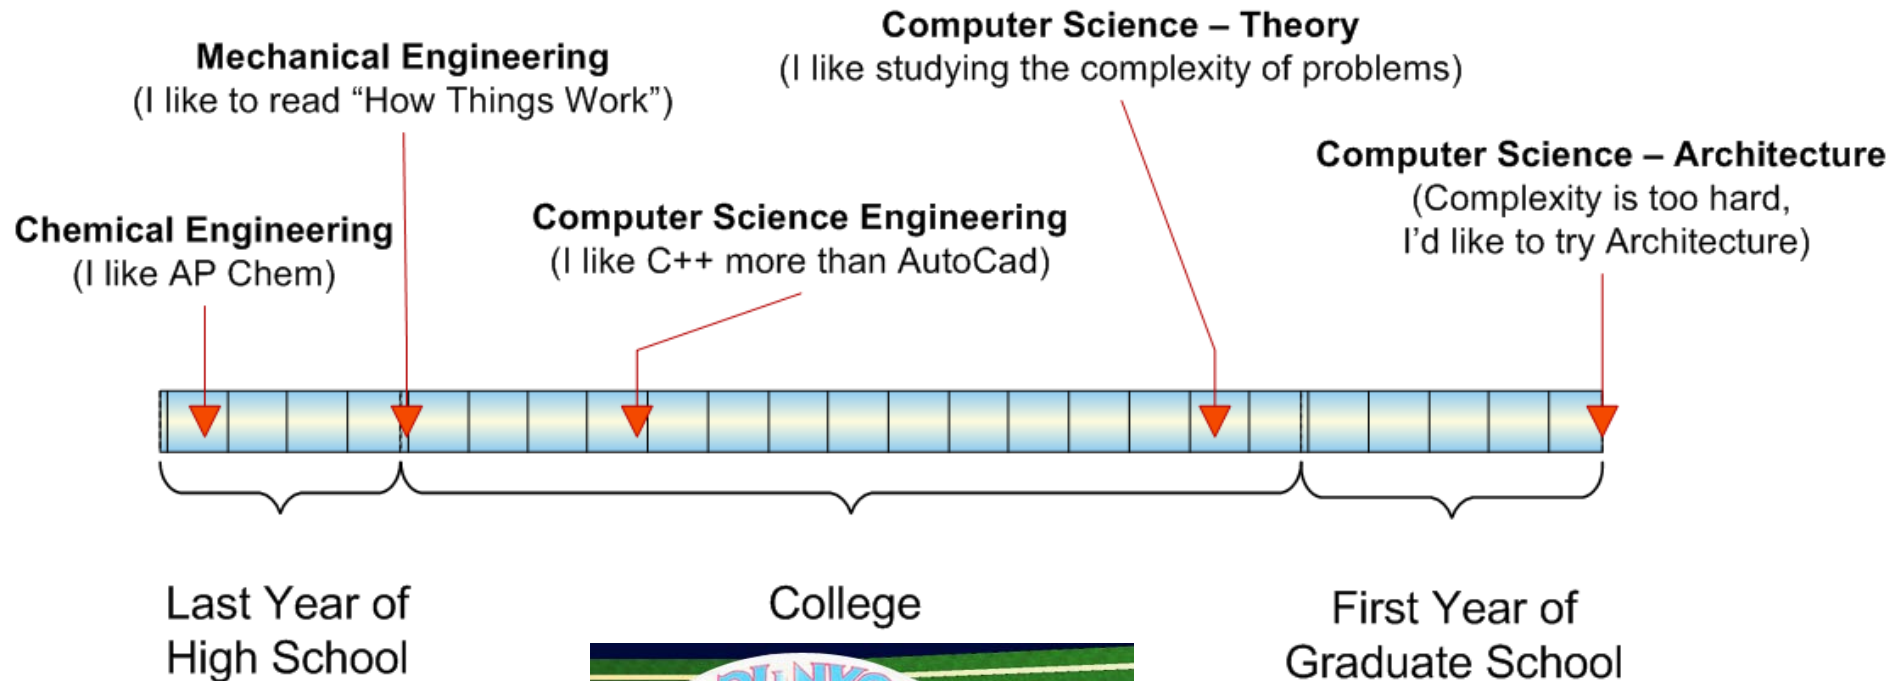 Computer Science – Theory
(I like studying the complexity of problems)
Mechanical Engineering
(I like to read “How Things Work”)
Computer Science – Architecture
(Complexity is too hard,
I’d like to try Architecture)
Chemical Engineering
(I like AP Chem)
Computer Science Engineering
(I like C++ more than AutoCad)
Last Year of
High School
College
First Year of
Graduate School